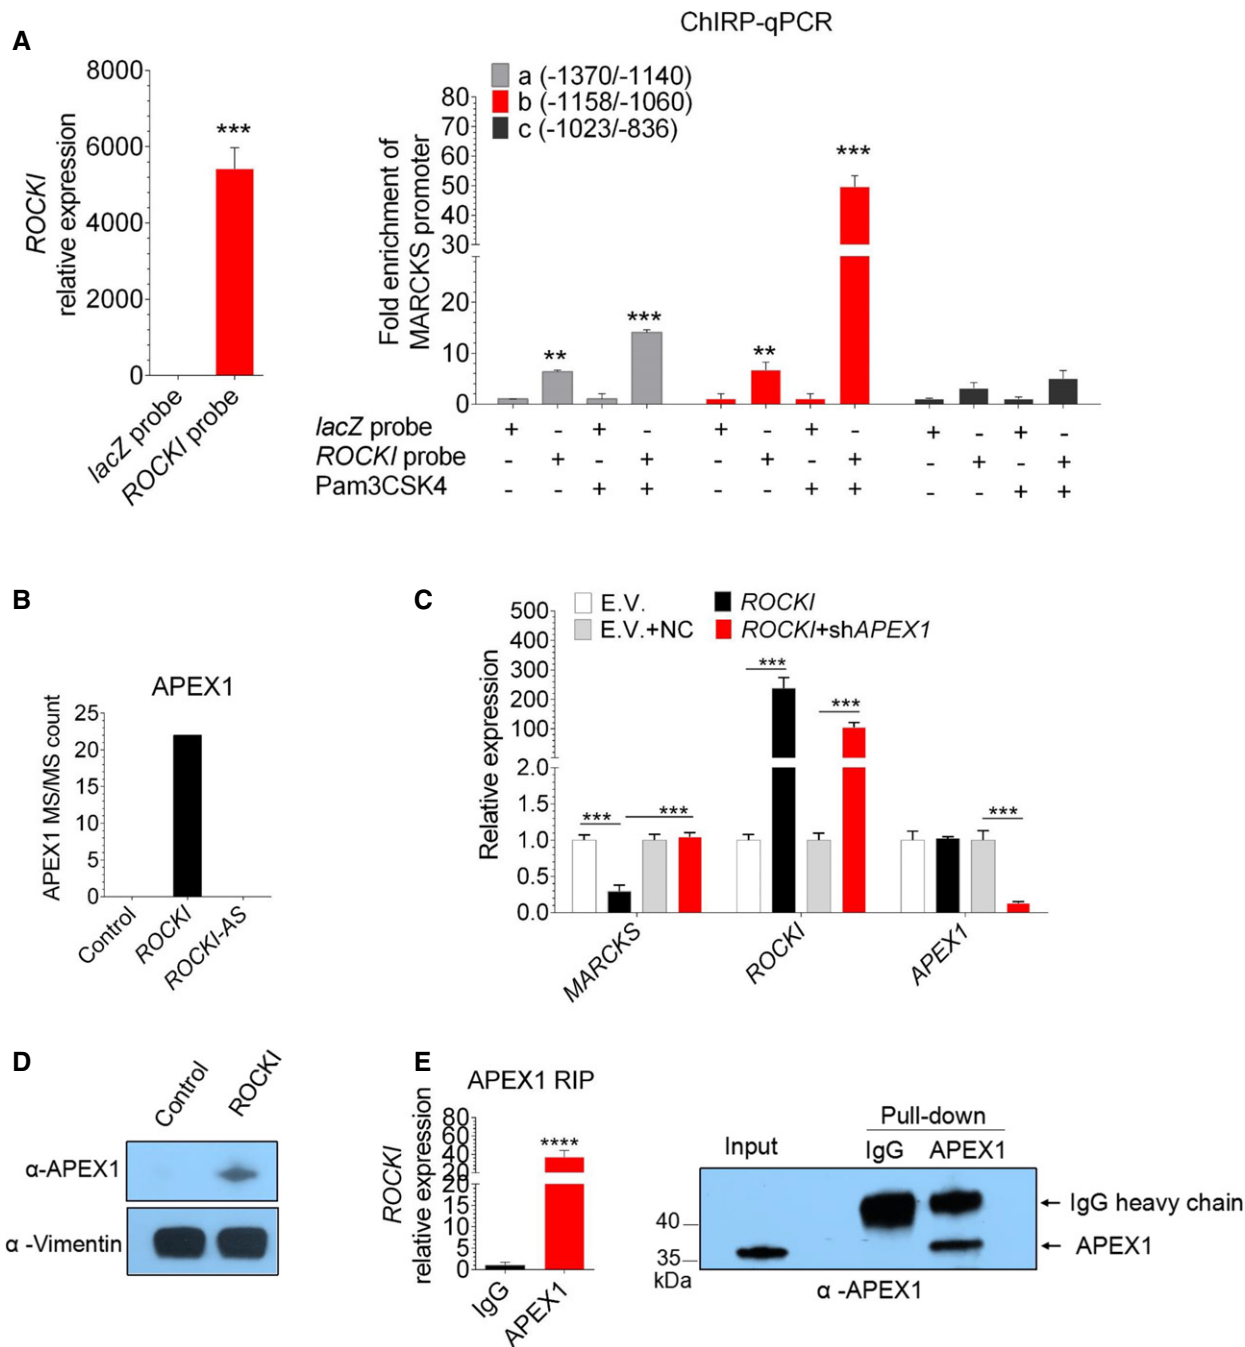 A
ROCKI
relative expression
8000
6000
4000
2000
0
***
lacZ probe
ROCKI probe
ChIRP-qPCR
a (-1370/-1140)
b (-1158/-1060)
c (-1023/-836)
Fold enrichment of
MARCKS promoter
80
70
60
50
40
30
20
10
0
**
***
**
***
lacZ probe + - + - + - + - + - + -
ROCKI probe - + - + - + - + - + - +
Pam3CSK4 - - + + - - + + - - + +
B
APEX1
APEX1 MS/MS count
25
20
15
10
5
0
Control
ROCKI
ROCKI-AS
C
E.V.
E.V.+NC
ROCKI
ROCKI+shAPEX1
Relative expression
500
400
300
200
100
2.0
1.5
1.0
0.5
0.0
***
***
***
***
***
MARCKS
ROCKI
APEX1
D
Control
ROCKI
α-APEX1
α -Vimentin
E
APEX1 RIP
ROCKI
relative expression
80
60
40
20
20
15
10
5
0
****
IgG
APEX1
Pull-down
Input
IgG
APEX1
40
35
kDa
IgG heavy chain
APEX1
α -APEX1